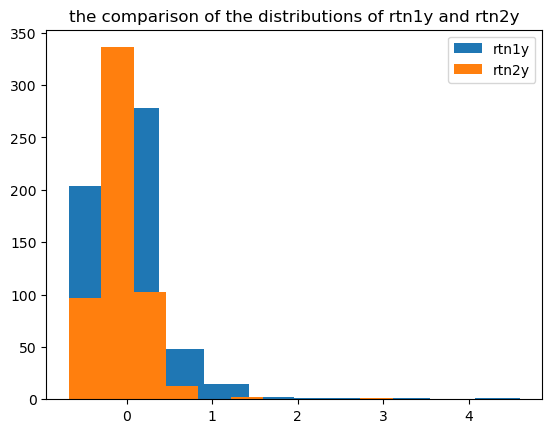 the comparison of the distributions of rtn1y and rtn2y
350
300
250
200
150
100
50
0
rtn1y
rtn2y
0 1 2 3 4